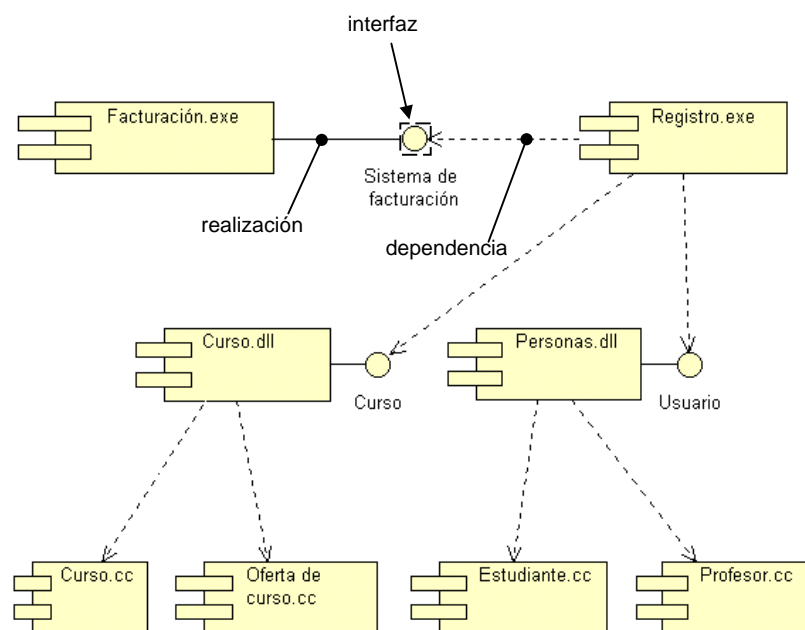 interfaz
Facturación.exe
Registro.exe
Sistema de
facturación
realización
dependencia
Curso.dll
Personas.dll
Curso
Usuario
Curso.cc
Oferta de
curso.cc
Estudiante.cc
Profesor.cc